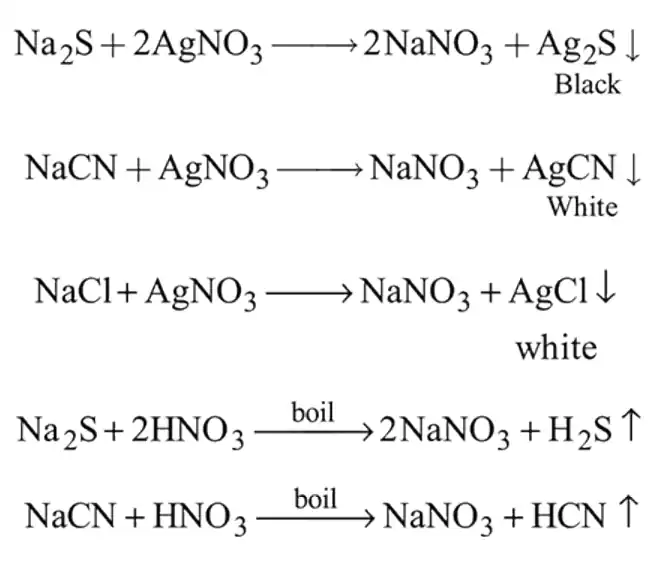 Na₂S + 2AgNO₃ ⟶ 2NaNO₃ + Ag₂S ↓
Black
NaCN + AgNO₃ ⟶ NaNO₃ + AgCN ↓
White
NaCl + AgNO₃ ⟶ NaNO₃ + AgCl ↓
white
boil
Na₂S + 2HNO₃ ⟶ 2NaNO₃ + H₂S ↑
boil
NaCN + HNO₃ ⟶ NaNO₃ + HCN ↑